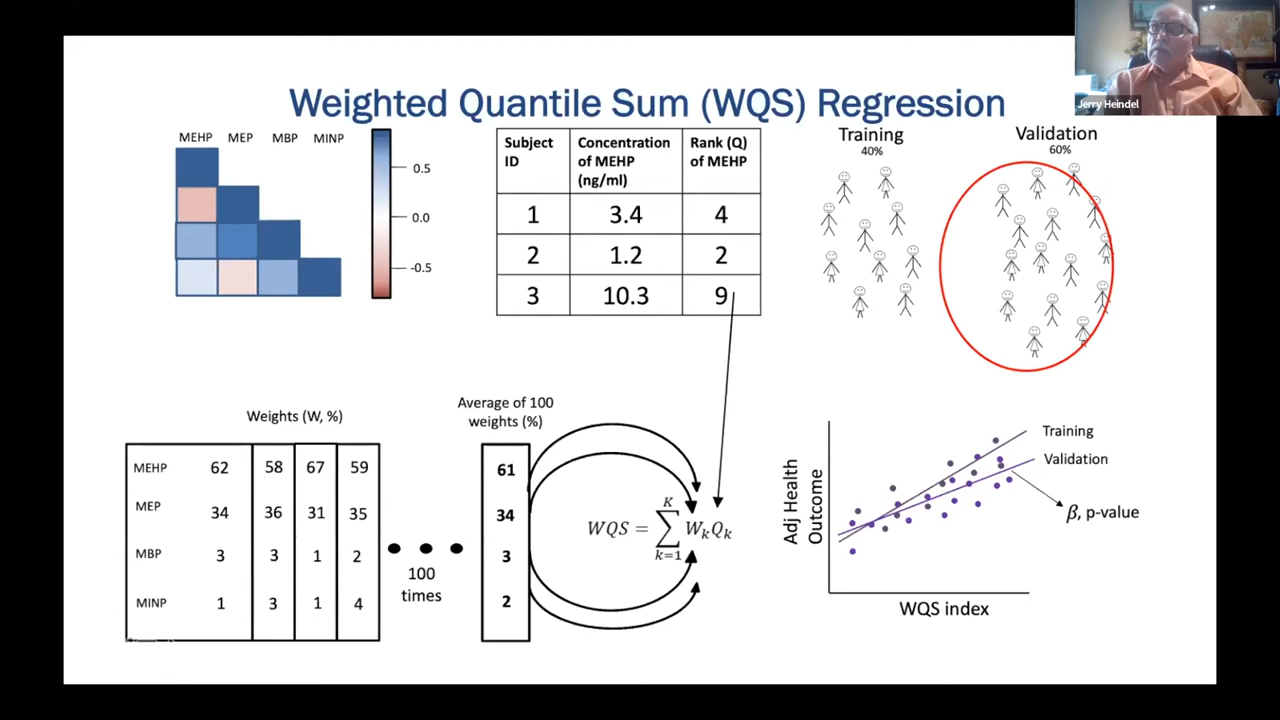 Jerry Heindel
Weighted Quantile Sum (WQS) Regression
MEHP MEP MBP MINP
0.5
0.0
-0.5
Subject ID Concentration of MEHP (ng/ml) Rank (Q) of MEHP
1 3.4 4
2 1.2 2
3 10.3 9
Training
40%
Validation
60%
Weights (W, %)
MEHP 62 58 67 59
MEP 34 36 31 35
MBP 3 3 1 2
MINP 1 3 1 4
100
times
Average of 100
weights (%)
61
34
3
2
WQS = ∑ₖ₌₁ᴷ WₖQₖ
Adj Health
Outcome
WQS index
Training
Validation
β, p-value